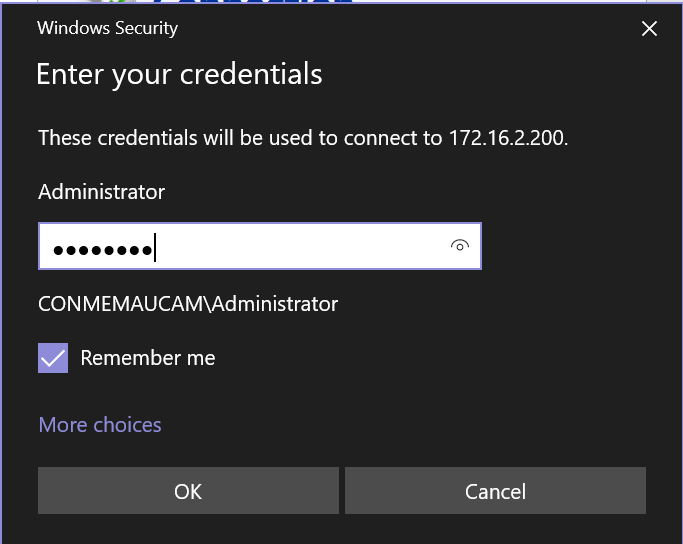 Windows Security
Enter your credentials
These credentials will be used to connect to 172.16.2.200.
Administrator
●●●●●●●●
CONMEMAUCAM\Administrator
Remember me
More choices
OK
Cancel